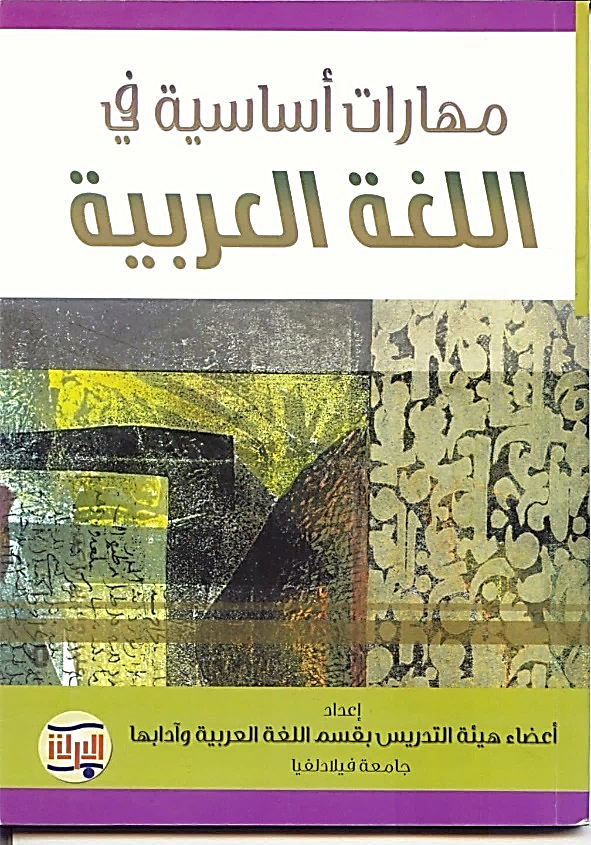 مهارات أساسية في
اللغة العربية
إعداد
أعضاء هيئة التدريس بقسم اللغة العربية وآدابها
جامعة فيلادلفيا